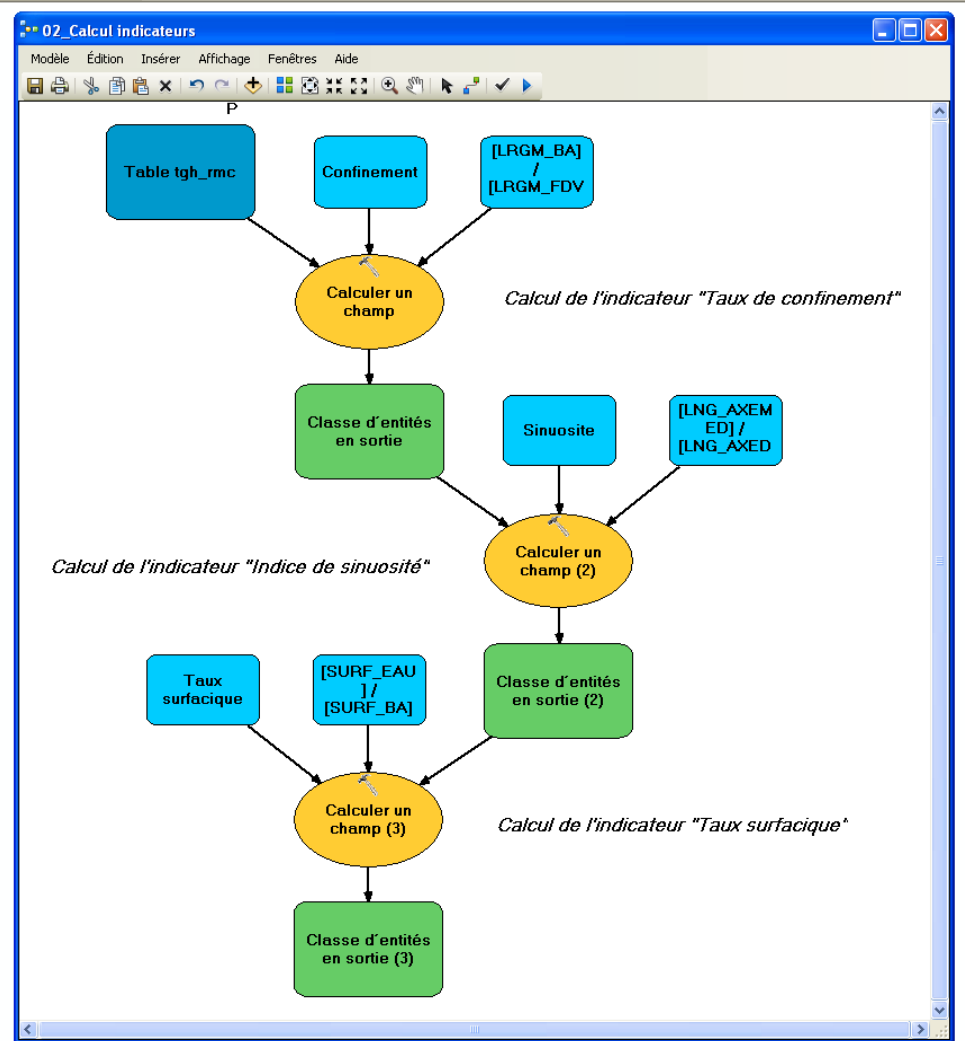 02_Calcul indicateurs
Modèle Édition Insérer Affichage Fenêtres Aide
P
Table tgh_rmc
Confinement
[LRGM_BA]
/
[LRGM_FDV
Calculer un
champ
Calcul de l'indicateur "Taux de confinement"
Classe d´entités
en sortie
Sinuosite
[LNG_AXEM
ED] /
[LNG_AXED
Calculer un
champ (2)
Calcul de l'indicateur "Indice de sinuosité"
Taux
surfacique
[SURF_EAU
] /
[SURF_BA]
Classe d´entités
en sortie (2)
Calculer un
champ (3)
Calcul de l'indicateur "Taux surfacique"
Classe d´entités
en sortie (3)